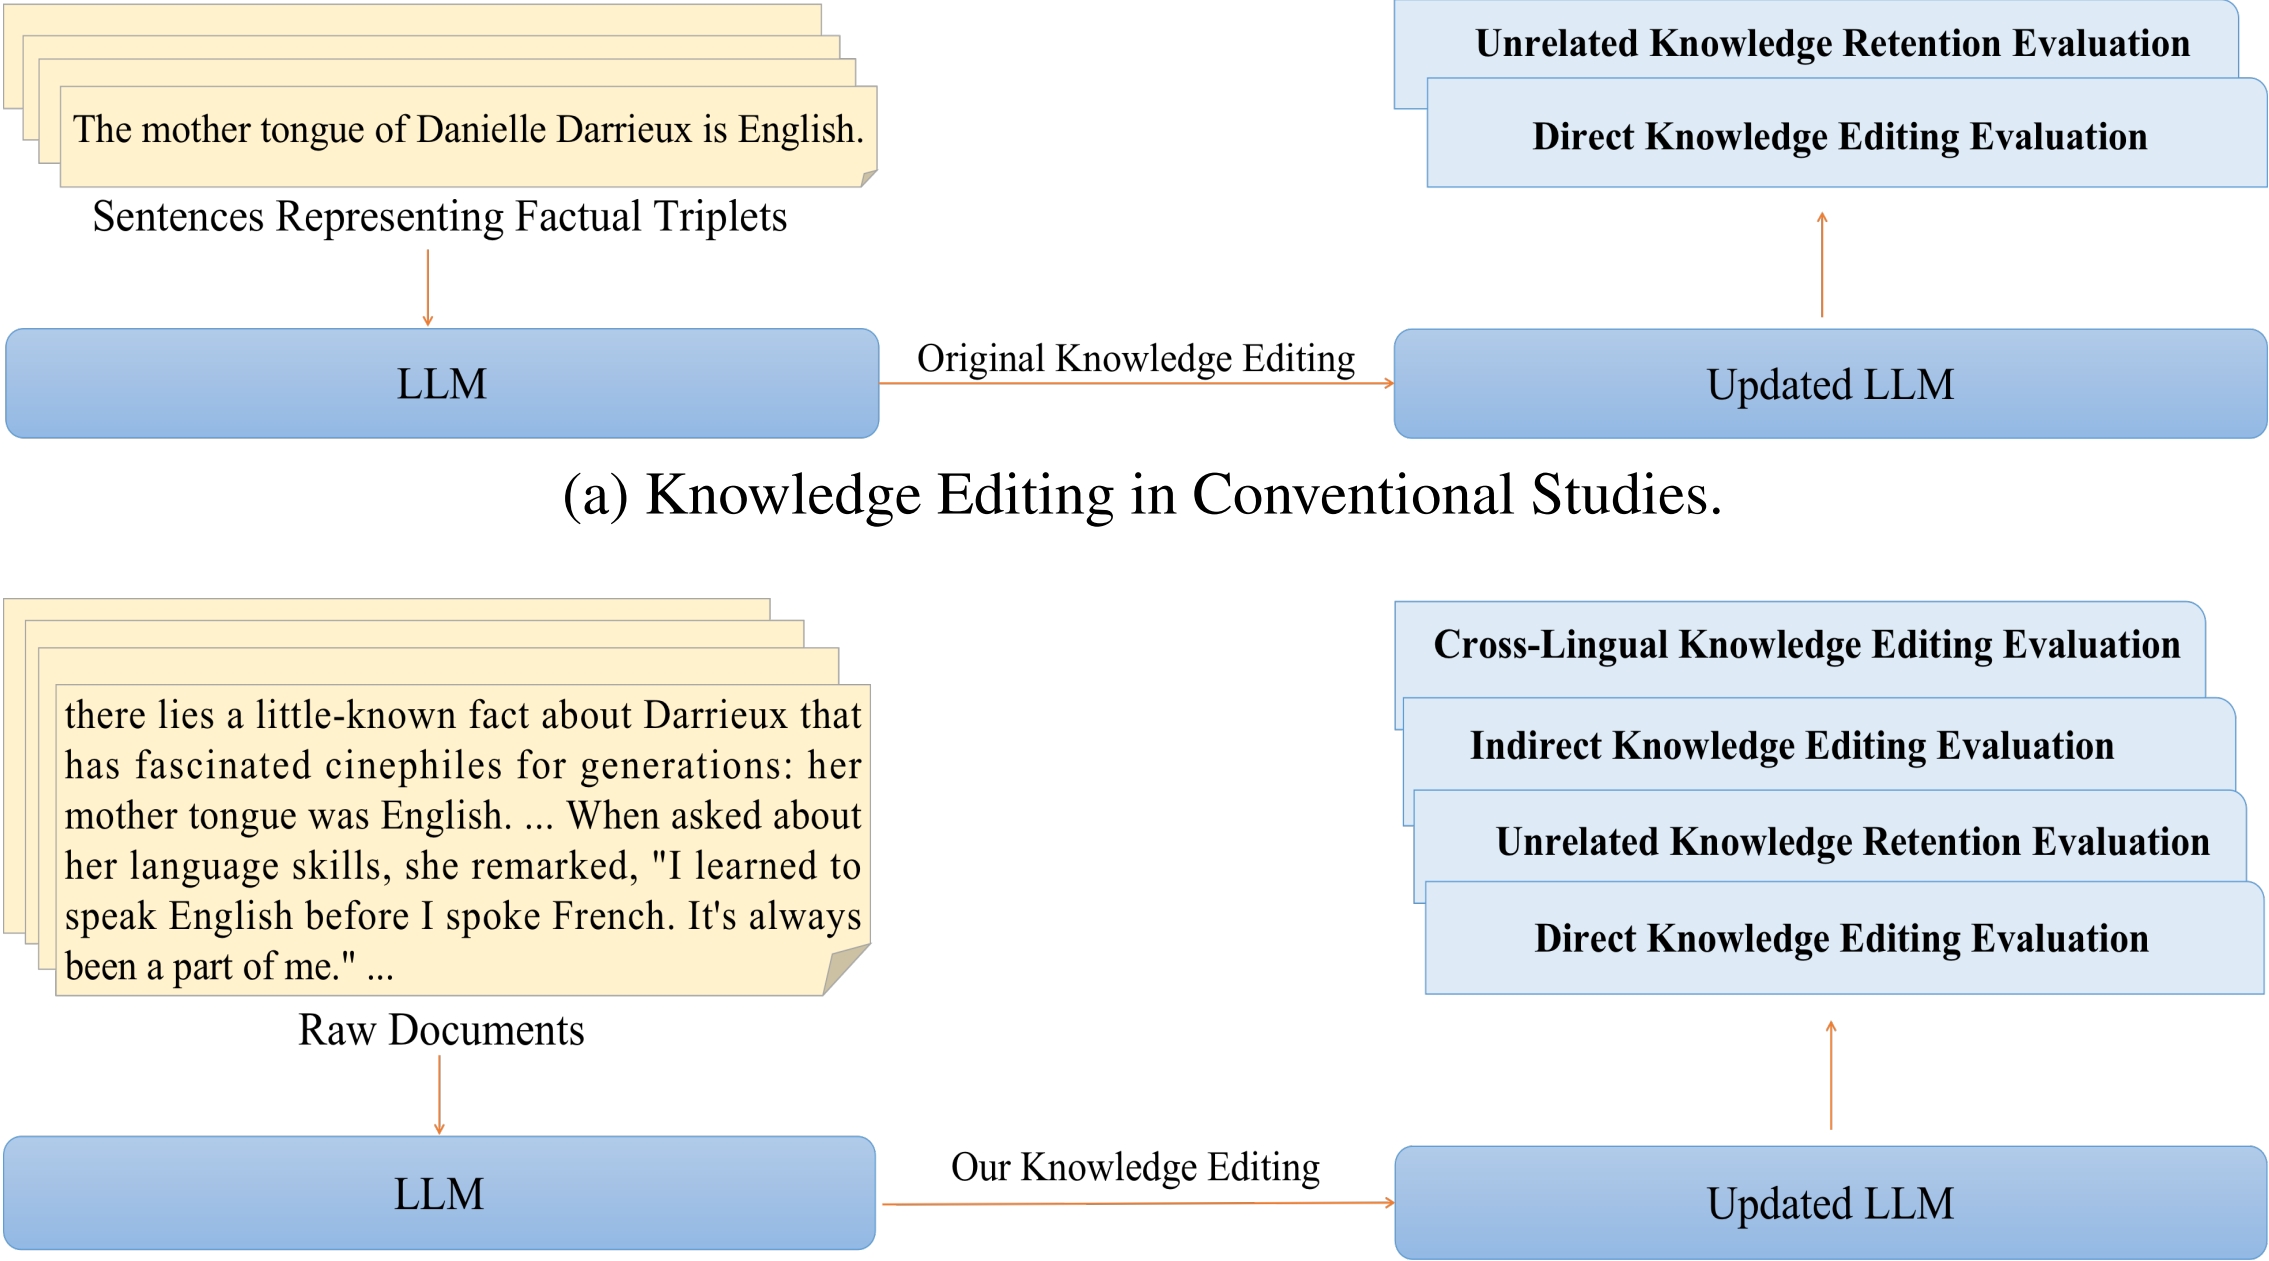 The mother tongue of Danielle Darrieux is English.
Sentences Representing Factual Triplets
LLM
Original Knowledge Editing
Unrelated Knowledge Retention Evaluation
Direct Knowledge Editing Evaluation
Updated LLM
(a) Knowledge Editing in Conventional Studies.
there lies a little-known fact about Darrieux that
has fascinated cinephiles for generations: her
mother tongue was English. ... When asked about
her language skills, she remarked, "I learned to
speak English before I spoke French. It's always
been a part of me." ...
Raw Documents
LLM
Our Knowledge Editing
Cross-Lingual Knowledge Editing Evaluation
Indirect Knowledge Editing Evaluation
Unrelated Knowledge Retention Evaluation
Direct Knowledge Editing Evaluation
Updated LLM